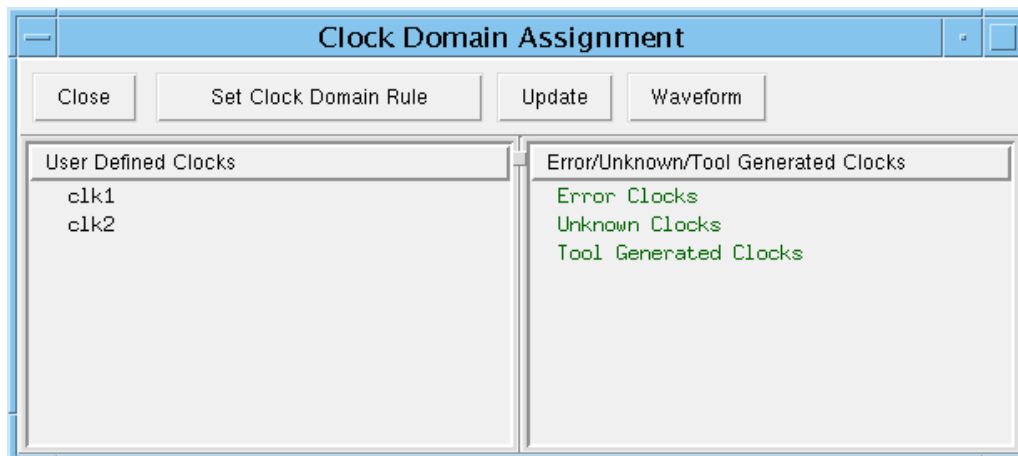 Clock Domain Assignment
Close Set Clock Domain Rule Update Waveform
User Defined Clocks
clk1
clk2
Error/Unknown/Tool Generated Clocks
Error Clocks
Unknown Clocks
Tool Generated Clocks